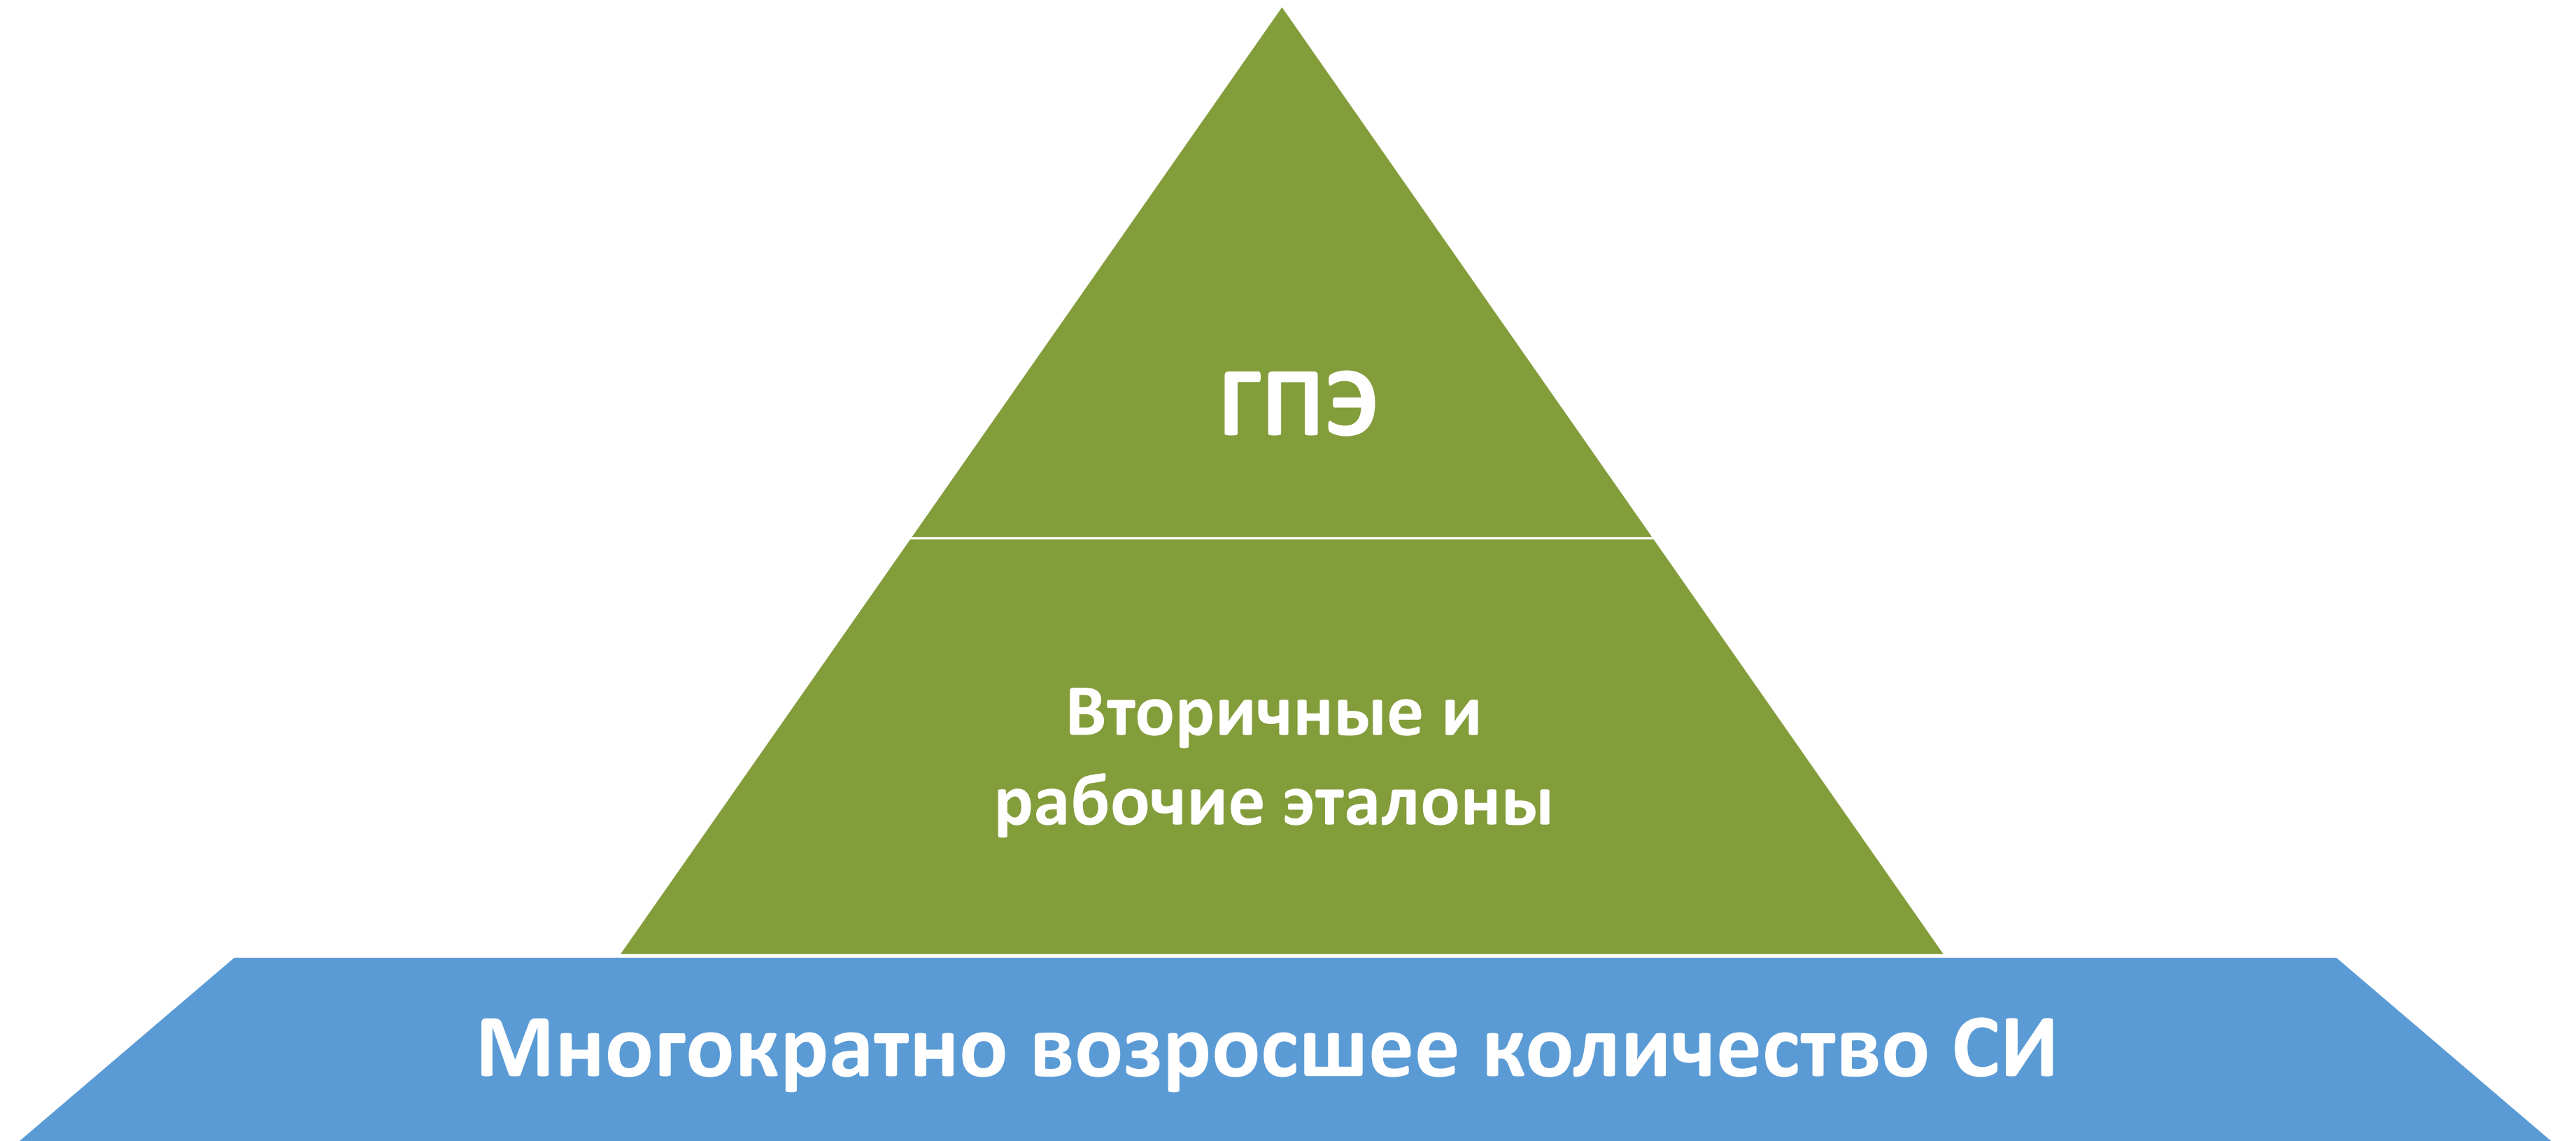 ГПЭ
Вторичные и
рабочие эталоны
Многократно возросшее количество СИ